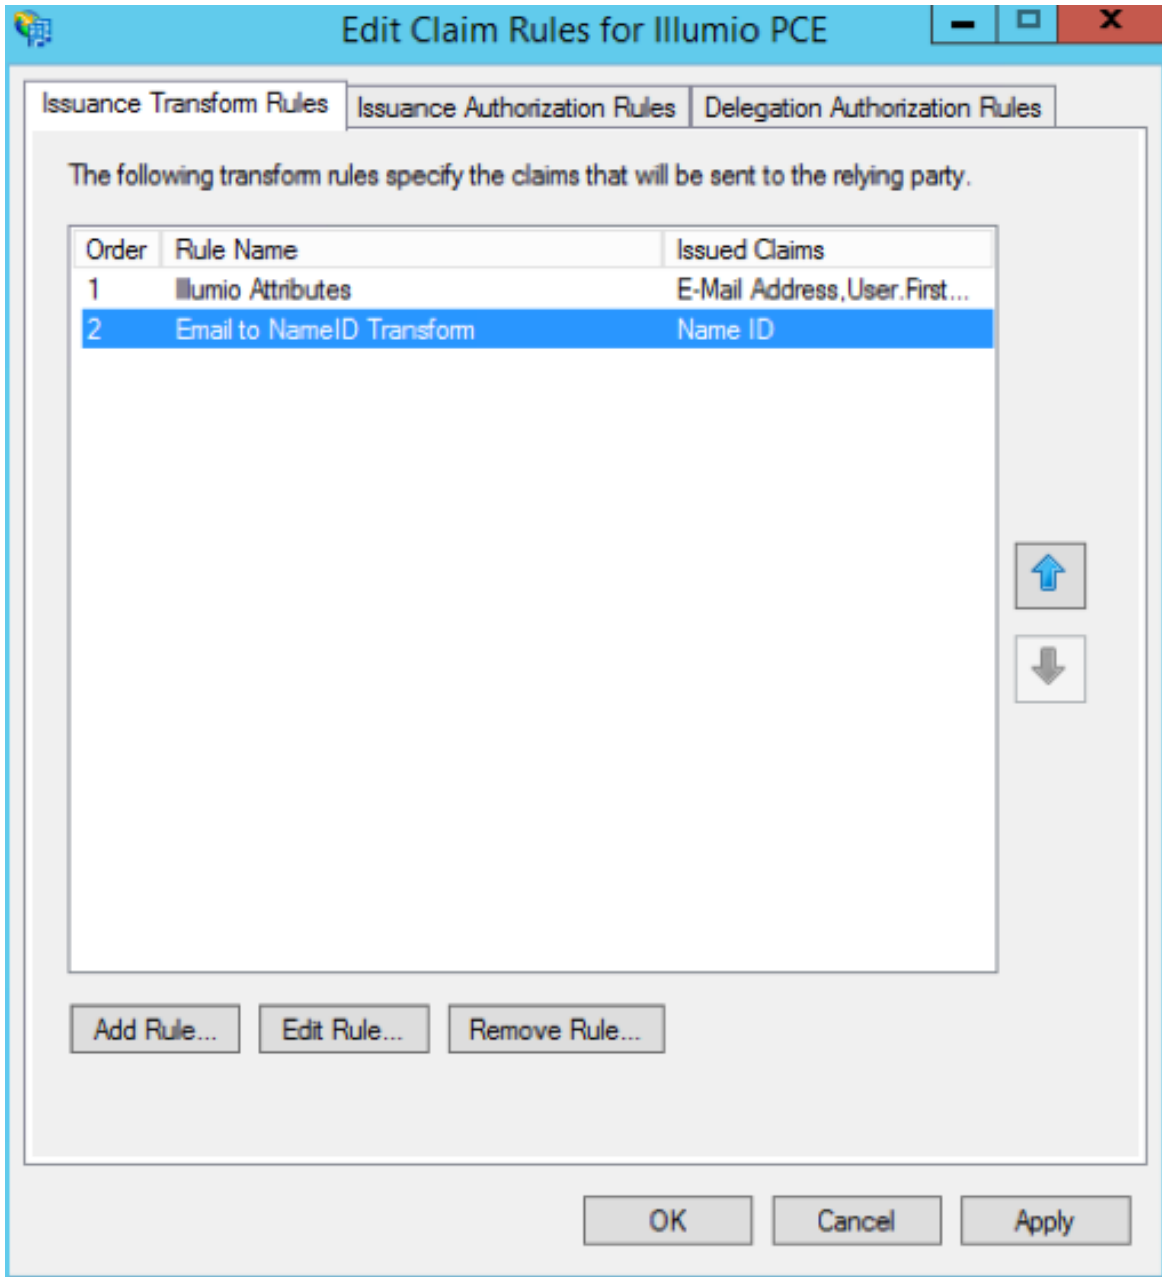 Edit Claim Rules for Illumio PCE
Issuance Transform Rules Issuance Authorization Rules Delegation Authorization Rules
The following transform rules specify the claims that will be sent to the relying party.
Order Rule Name Issued Claims
1 Illumio Attributes E-Mail Address,User.First...
2 Email to NameID Transform Name ID
Add Rule... Edit Rule... Remove Rule...
OK Cancel Apply